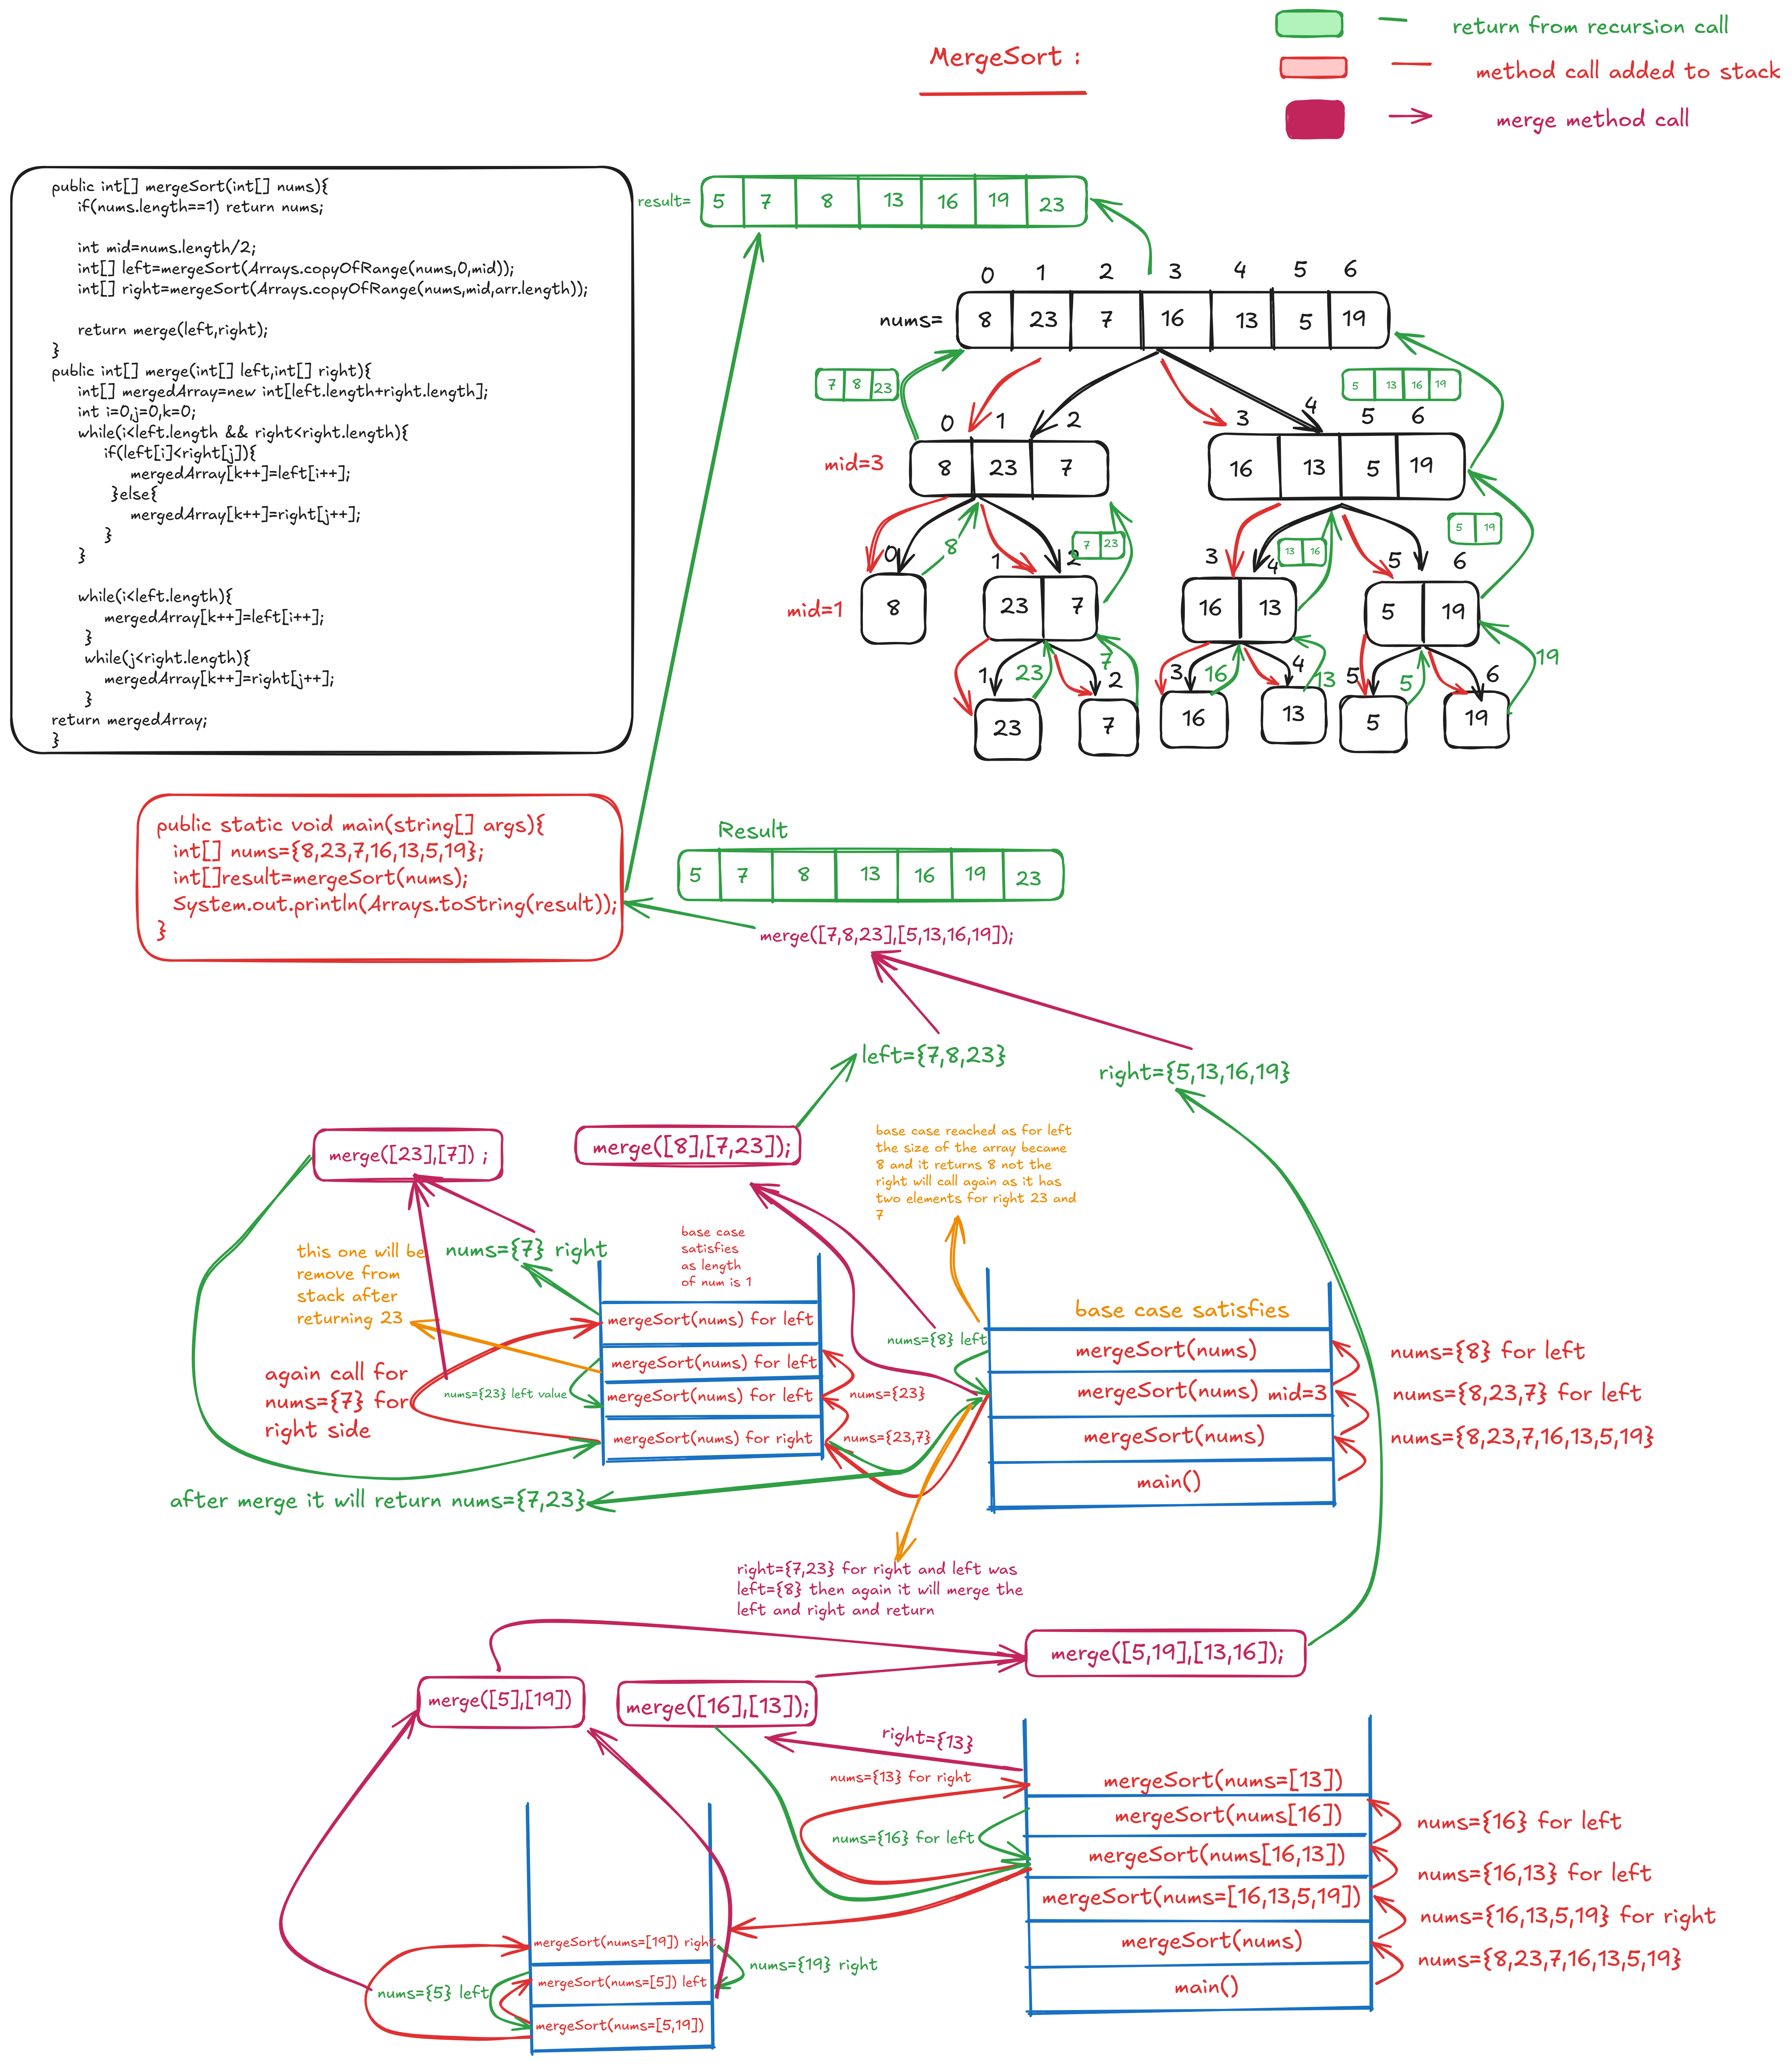 return from recursion call
MergeSort :
method call added to stack
merge method call
public int[] mergeSort(int[] nums){
if(nums.length==1) return nums;
int mid=nums.length/2;
int[] left=mergeSort(Arrays.copyOfRange(nums,0,mid));
int[] right=mergeSort(Arrays.copyOfRange(nums,mid,arr.length));
return merge(left,right);
}
public int[] merge(int[] left,int[] right){
int[] mergedArray=new int[left.length+right.length];
int i=0,j=0,k=0;
while(i<left.length && right<right.length){
if(left[i]<right[j]){
mergedArray[k++]=left[i++];
}else{
mergedArray[k++]=right[j++];
}
}
while(i<left.length){
mergedArray[k++]=left[i++];
}
while(j<right.length){
mergedArray[k++]=right[j++];
}
return mergedArray;
}
result= 5 7 8 13 16 19 23
0 1 2 3 4 5 6
nums= 8 23 7 16 13 5 19
7 8 23
5 13 16 19
0 1 2
3 4 5 6
mid=3
8 23 7
16 13 5 19
5 19
0 8 1 2 7 23
3 4 13 16 5 6
mid=1
8
23 7
16 13
5 19
1 23 7 2
3 16 4 13
5 5 6 19
23
7
16
13
5
19
public static void main(string[] args){
int[] nums={8,23,7,16,13,5,19};
int[]result=mergeSort(nums);
System.out.println(Arrays.toString(result));
}
Result
5 7 8 13 16 19 23
merge([7,8,23],[5,13,16,19]);
left={7,8,23}
right={5,13,16,19}
merge([23],[7]) ;
merge([8],[7,23]);
base case reached as for left
the size of the array became
8 and it returns 8 not the
right will call again as it has
two elements for right 23 and
7
this one will be
remove from
stack after
returning 23
nums={7} right
base case
satisfies
as length
of num is 1
again call for
nums={7} for
right side
nums={23} left value
mergeSort(nums) for left
mergeSort(nums) for left
mergeSort(nums) for left
mergeSort(nums) for right
nums={23}
nums={23,7}
nums={8} left
base case satisfies
mergeSort(nums)
mergeSort(nums) mid=3
mergeSort(nums)
main()
nums={8} for left
nums={8,23,7} for left
nums={8,23,7,16,13,5,19}
after merge it will return nums={7,23}
right={7,23} for right and left was
left={8} then again it will merge the
left and right and return
merge([5,19],[13,16]);
merge([5],[19])
merge([16],[13]);
right={13}
nums={13} for right
nums={16} for left
mergeSort(nums=[13])
mergeSort(nums[16])
mergeSort(nums[16,13])
mergeSort(nums=[16,13,5,19])
mergeSort(nums)
main()
nums={16} for left
nums={16,13} for left
nums={16,13,5,19} for right
nums={8,23,7,16,13,5,19}
mergeSort(nums=[19]) right
mergeSort(nums=[5]) left
mergeSort(nums=[5,19])
nums={5} left
nums={19} right